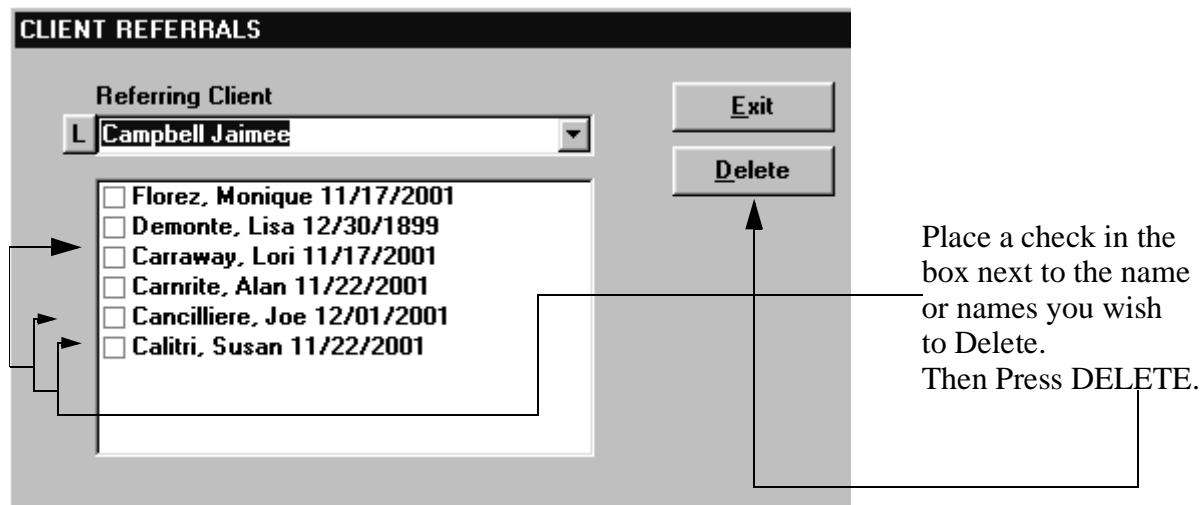 CLIENT REFERRALS
Referring Client
L
Campbell Jaimee
Exit
Delete
Florez, Monique 11/17/2001
Demonte, Lisa 12/30/1899
Carraway, Lori 11/17/2001
Carnrite, Alan 11/22/2001
Cancilliere, Joe 12/01/2001
Calitri, Susan 11/22/2001
Place a check in the
box next to the name
or names you wish
to Delete.
Then Press DELETE.